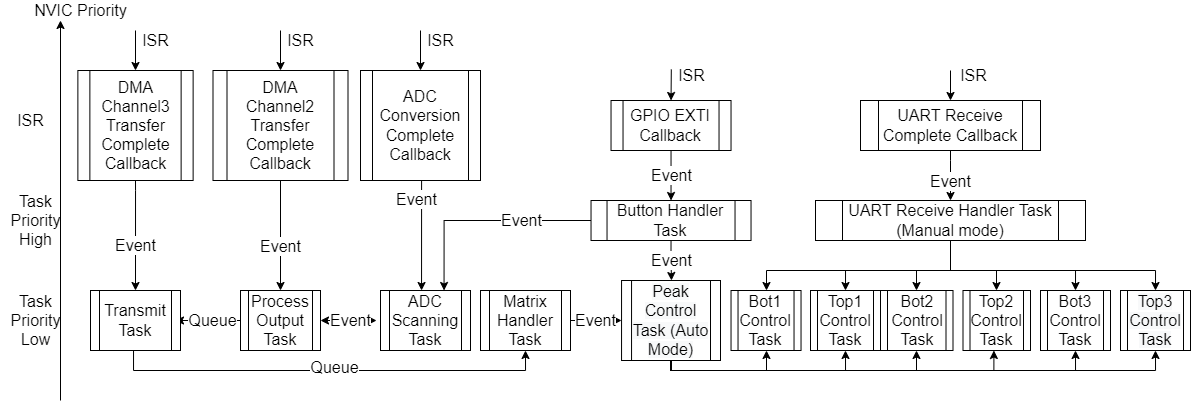 NVIC Priority
ISR
ISR
ISR
DMA
Channel3
Transfer
Complete
Callback
DMA
Channel2
Transfer
Complete
Callback
ADC
Conversion
Complete
Callback
ISR
GPIO EXTI
Callback
ISR
UART Receive
Complete Callback
ISR
Event
Event
Event
Task
Priority
High
Event
Event
Button Handler
Task
Event
UART Receive Handler Task
(Manual mode)
Event
Event
Task
Priority
Low
Transmit
Task
Queue
Process
Output
Task
Event
ADC
Scanning
Task
Matrix
Handler
Task
Event
Peak
Control
Task (Auto
Mode)
Bot1
Control
Task
Top1
Control
Task
Bot2
Control
Task
Top2
Control
Task
Bot3
Control
Task
Top3
Control
Task
Queue